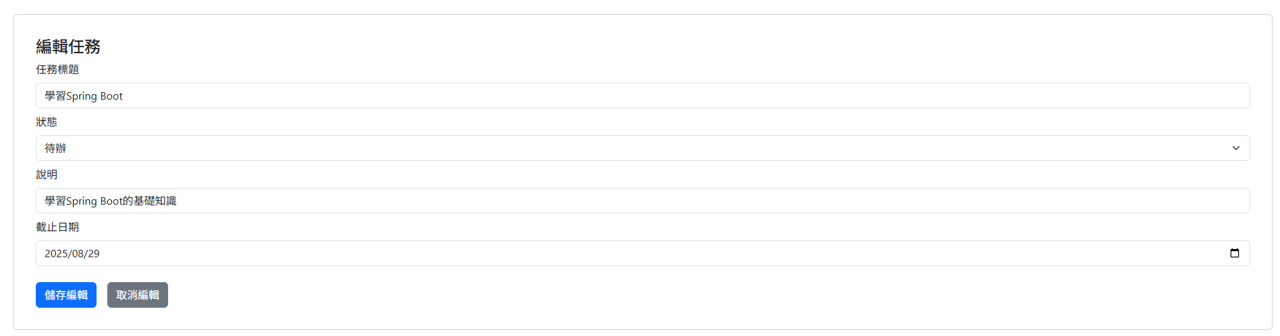 編輯任務
任務標題
學習Spring Boot
狀態
待辦
說明
學習Spring Boot的基礎知識
截止日期
2025/08/29
儲存編輯 取消編輯